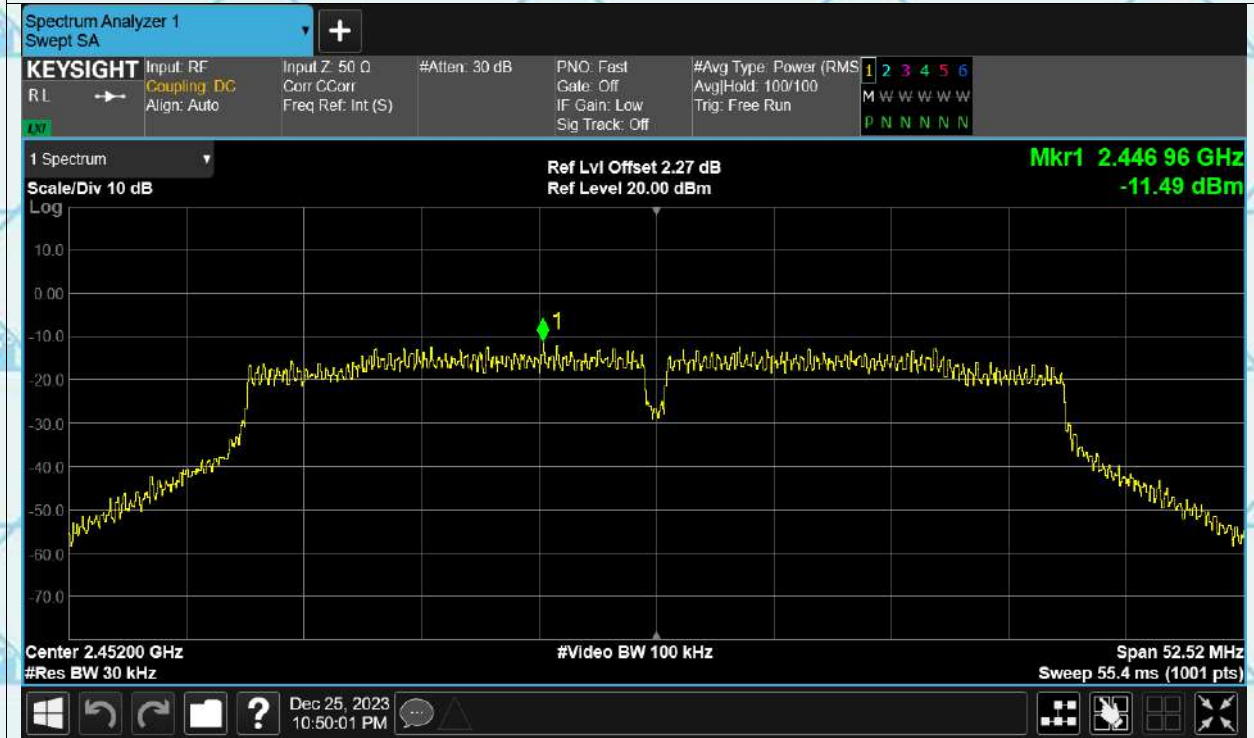 Spectrum Analyzer 1
Swept SA
+
KEYSIGHT
RL
LXI
Input: RF
Coupling: DC
Align: Auto
Input Z: 50 Ω
Corr CCorr
Freq Ref: Int (S)
#Atten: 30 dB
PNO: Fast
Gate: Off
IF Gain: Low
Sig Track: Off
#Avg Type: Power (RMS
Avg|Hold: 100/100
Trig: Free Run
1 2 3 4 5 6
M W W W W W
P N N N N N
1 Spectrum
Scale/Div 10 dB
Log
Ref Lvl Offset 2.27 dB
Ref Level 20.00 dBm
Mkr1 2.446 96 GHz
-11.49 dBm
10.0
0.00
-10.0
-20.0
-30.0
-40.0
-50.0
-60.0
-70.0
1
Center 2.45200 GHz
#Res BW 30 kHz
#Video BW 100 kHz
Span 52.52 MHz
Sweep 55.4 ms (1001 pts)
?
Dec 25, 2023
10:50:01 PM